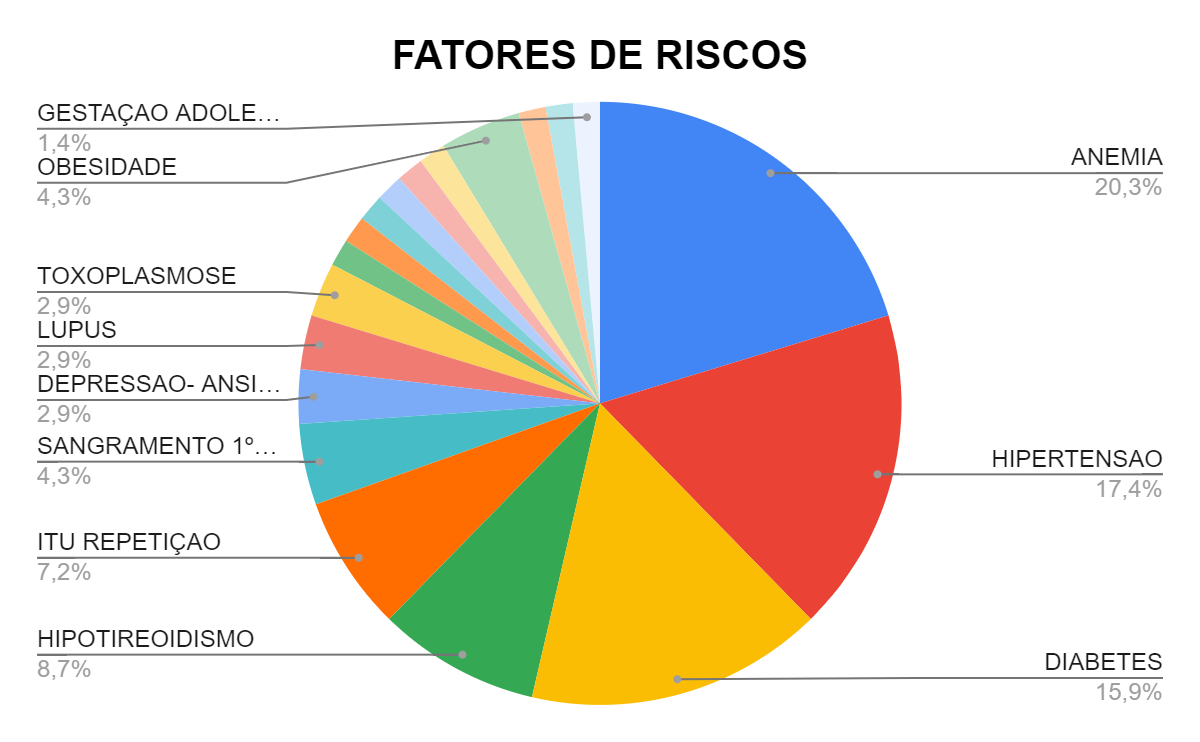 FATORES DE RISCOS
GESTAÇAO ADOLE…
1,4%
OBESIDADE
4,3%
TOXOPLASMOSE
2,9%
LUPUS
2,9%
DEPRESSAO- ANSI…
2,9%
SANGRAMENTO 1º…
4,3%
ITU REPETIÇAO
7,2%
HIPOTIREOIDISMO
8,7%
ANEMIA
20,3%
HIPERTENSAO
17,4%
DIABETES
15,9%